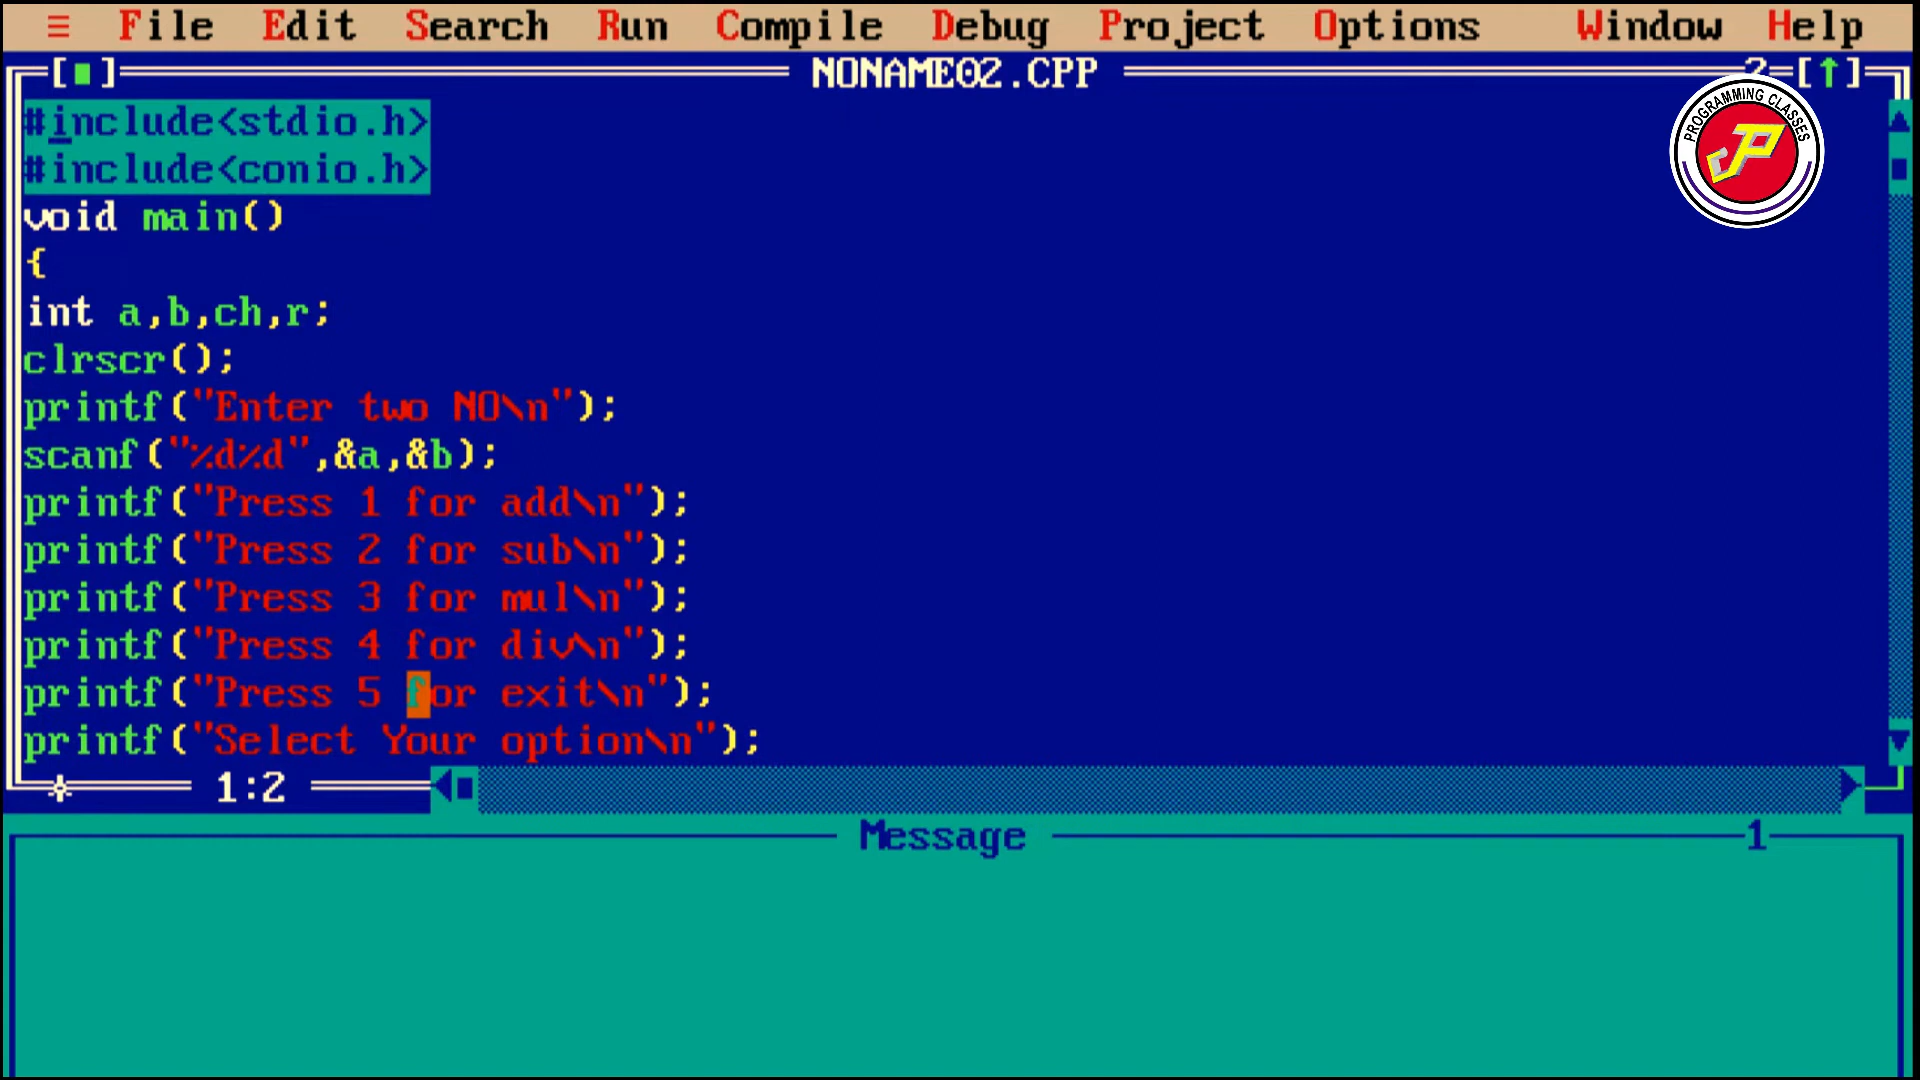 ≡ File Edit Search Run Compile Debug Project Options Window Help
[■] NONAME02.CPP 2=[↑]
#include<stdio.h>
#include<conio.h>
void main()
{
int a,b,ch,r;
clrscr();
printf("Enter two NO\n");
scanf("%d%d",&a,&b);
printf("Press 1 for add\n");
printf("Press 2 for sub\n");
printf("Press 3 for mul\n");
printf("Press 4 for div\n");
printf("Press 5 for exit\n");
printf("Select Your option\n");
1:2
Message 1
PROGRAMMING CLASSES
JP